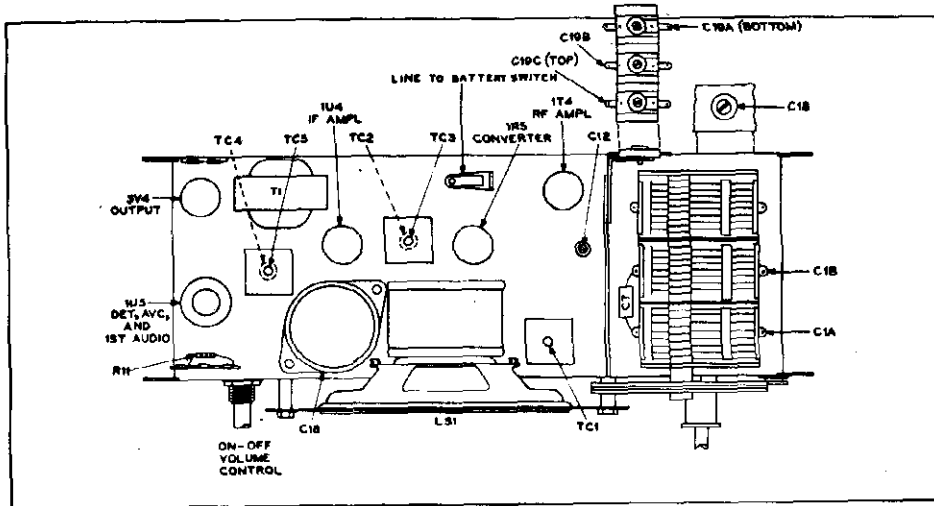 C19A (BOTTOM)
C19B
C19C (TOP)
LINE TO BATTERY SWITCH
C18
1U4
IF AMPL
1T4
RF AMPL
TC4
TC5
TC2
TC3
1R5
CONVERTER
C12
3V4
OUTPUT
T1
C1B
C7
1U5
DET, AVC,
AND
1ST AUDIO
C1A
R11
C16
LS1
TC1
ON-OFF
VOLUME
CONTROL